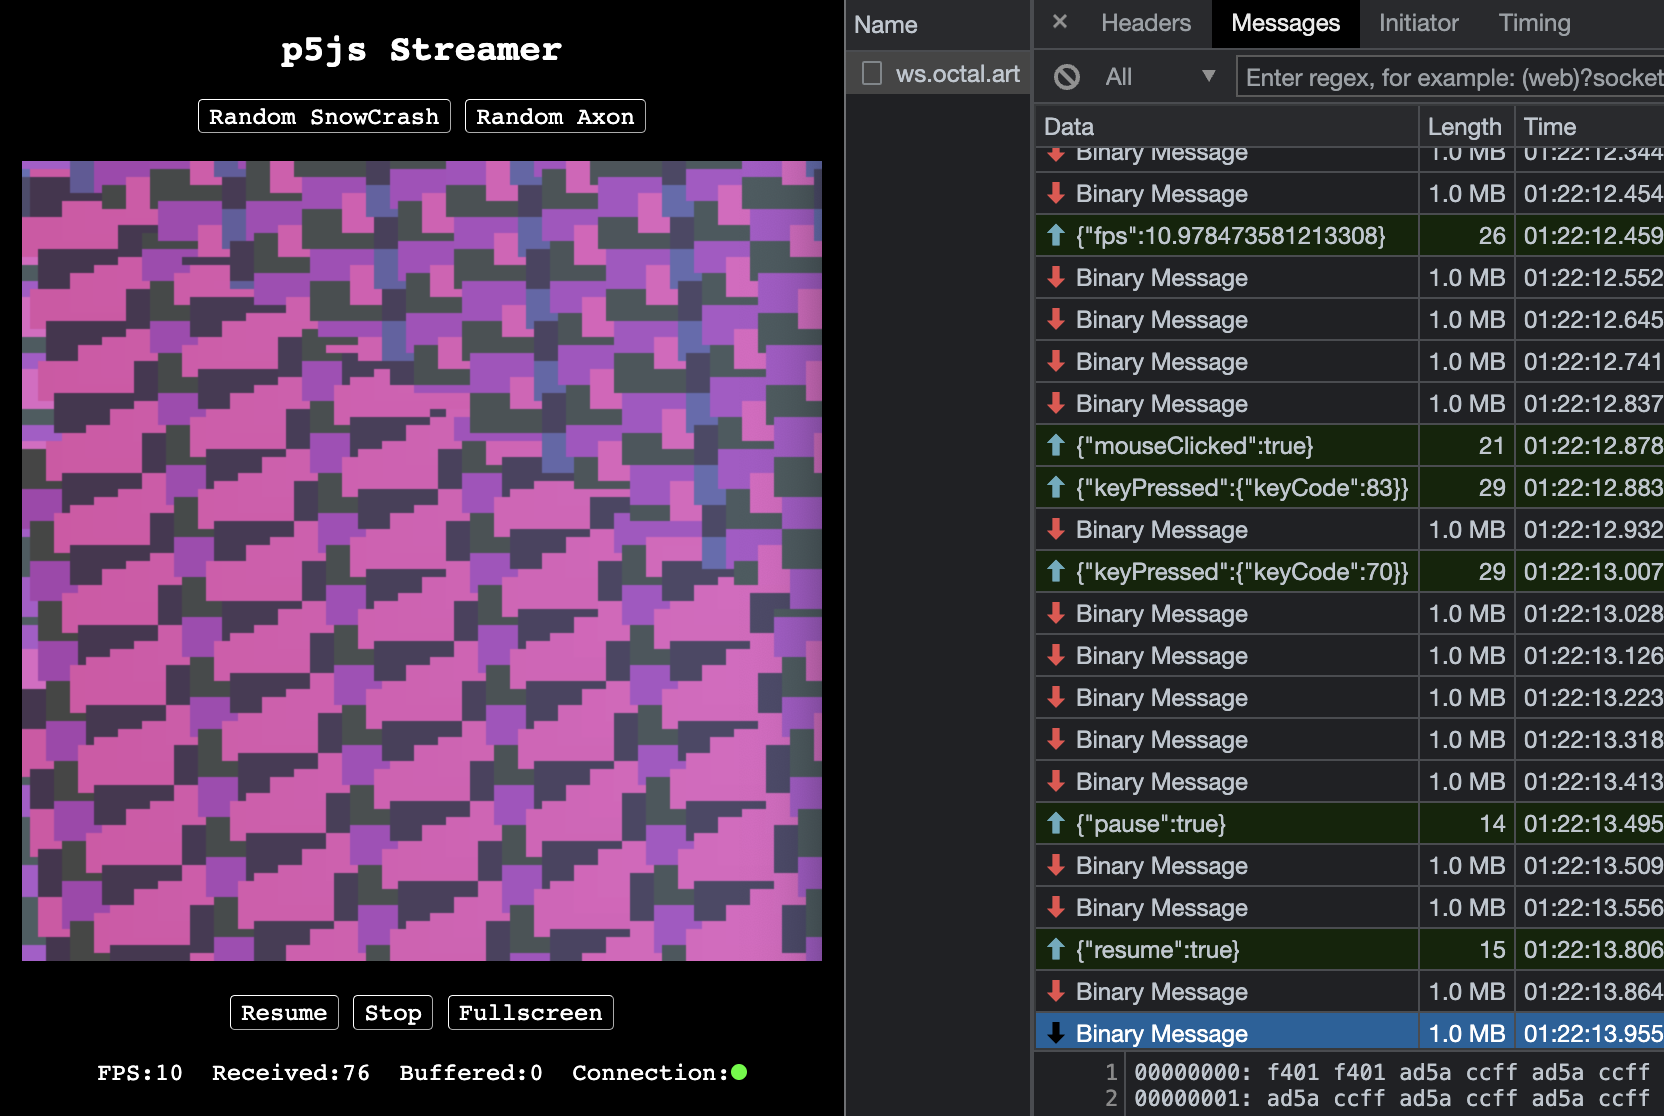 p5js Streamer
Random SnowCrash Random Axon
Resume Stop Fullscreen
FPS:10 Received:76 Buffered:0 Connection:
Name
ws.octal.art
× Headers Messages Initiator Timing
All ▼ Enter regex, for example: (web)?socket
Data Length Time
Binary Message 1.0 MB 01:22:12.344
Binary Message 1.0 MB 01:22:12.454
{"fps":10.978473581213308} 26 01:22:12.459
Binary Message 1.0 MB 01:22:12.552
Binary Message 1.0 MB 01:22:12.645
Binary Message 1.0 MB 01:22:12.741
Binary Message 1.0 MB 01:22:12.837
{"mouseClicked":true} 21 01:22:12.878
{"keyPressed":{"keyCode":83}} 29 01:22:12.883
Binary Message 1.0 MB 01:22:12.932
{"keyPressed":{"keyCode":70}} 29 01:22:13.007
Binary Message 1.0 MB 01:22:13.028
Binary Message 1.0 MB 01:22:13.126
Binary Message 1.0 MB 01:22:13.223
Binary Message 1.0 MB 01:22:13.318
Binary Message 1.0 MB 01:22:13.413
{"pause":true} 14 01:22:13.495
Binary Message 1.0 MB 01:22:13.509
Binary Message 1.0 MB 01:22:13.556
{"resume":true} 15 01:22:13.806
Binary Message 1.0 MB 01:22:13.864
Binary Message 1.0 MB 01:22:13.955
1 00000000: f401 f401 ad5a ccff ad5a ccff
2 00000001: ad5a ccff ad5a ccff ad5a ccff